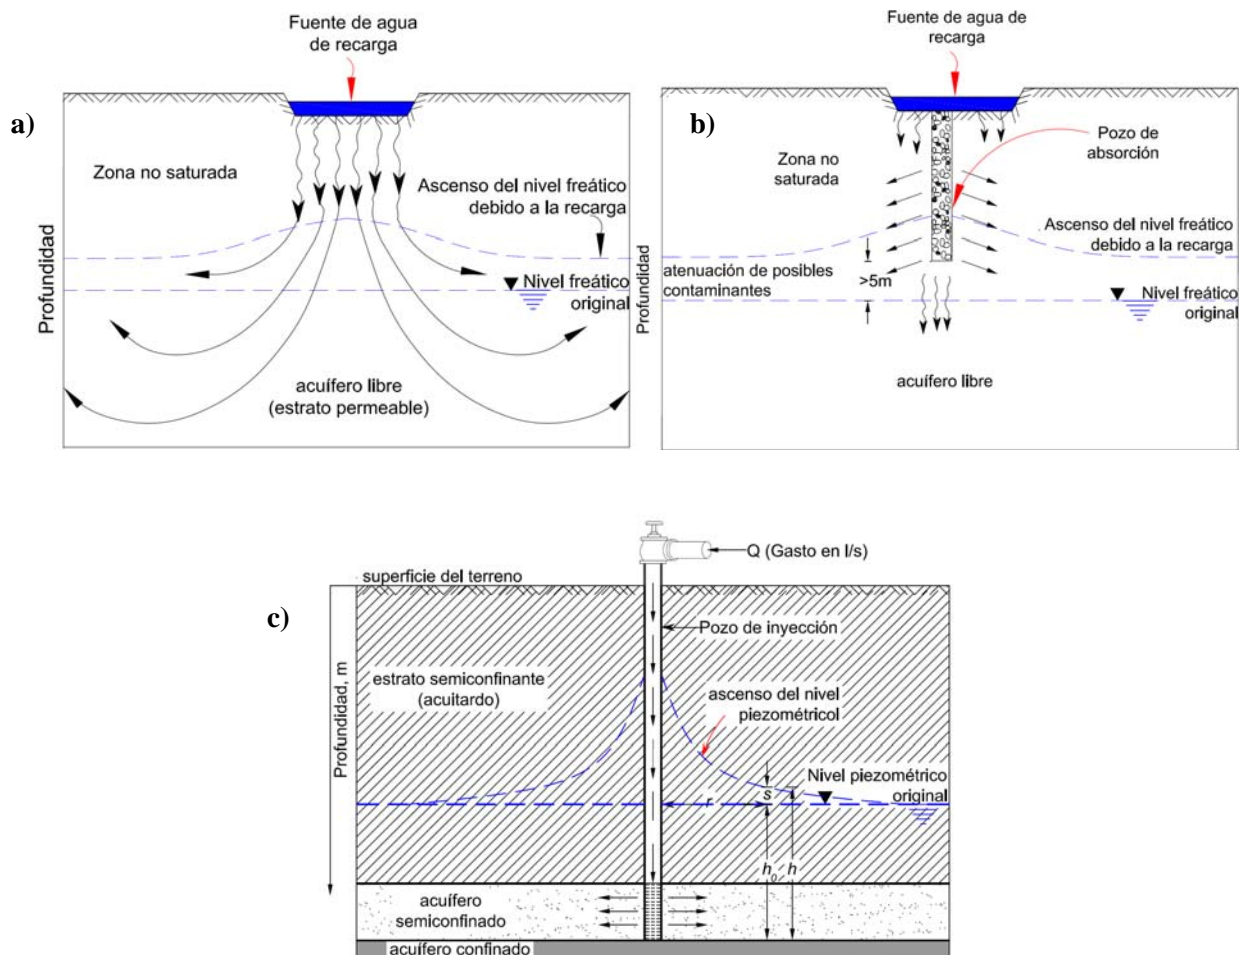 a)
Fuente de agua
de recarga
Zona no saturada
Ascenso del nivel freático
debido a la recarga
Nivel freático
original
Profundidad
acuífero libre
(estrato permeable)
b)
Fuente de agua de
recarga
Pozo de
absorción
Zona no
saturada
Ascenso del nivel freático
debido a la recarga
atenuación de posibles
contaminantes
>5m
Nivel freático
original
Profundidad
acuífero libre
c)
Q (Gasto en l/s)
superficie del terreno
Pozo de inyección
estrato semiconfinante
(acuitardo)
ascenso del nivel
piezométricol
Profundidad, m
Nivel piezométrico
original
s
r
h0
h
acuífero
semiconfinado
acuífero confinado